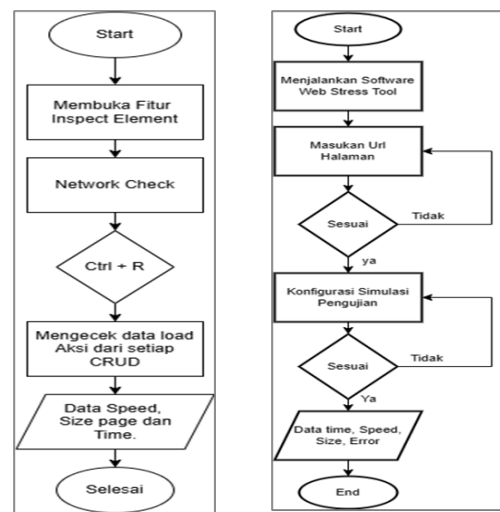 Start
Membuka Fitur
Inspect Element
Network Check
Ctrl + R
Mengecek data load
Aksi dari setiap
CRUD
Data Speed,
Size page dan
Time.
Selesai
Start
Menjalankan Software
Web Stress Tool
Masukan Url
Halaman
Sesuai
Tidak
ya
Konfigurasi Simulasi
Pengujian
Sesuai
Tidak
Ya
Data time, Speed,
Size, Error
End